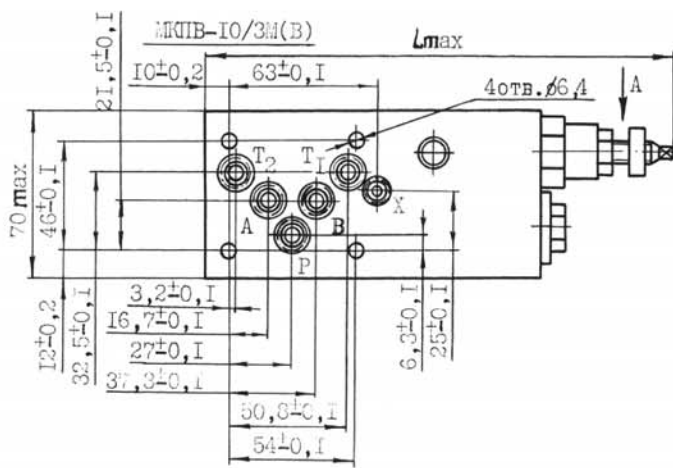 МКПВ-10/3М(В)
Lmax
10±0,2
63±0,1
4отв.⌀6,4
А
21,5±0,1
70 max
46±0,1
T2
T1
X
A
B
P
3,2±0,1
12±0,2
32,5±0,1
16,7±0,1
27±0,1
37,3±0,1
6,3±0,1
25±0,1
50,8±0,1
54±0,1